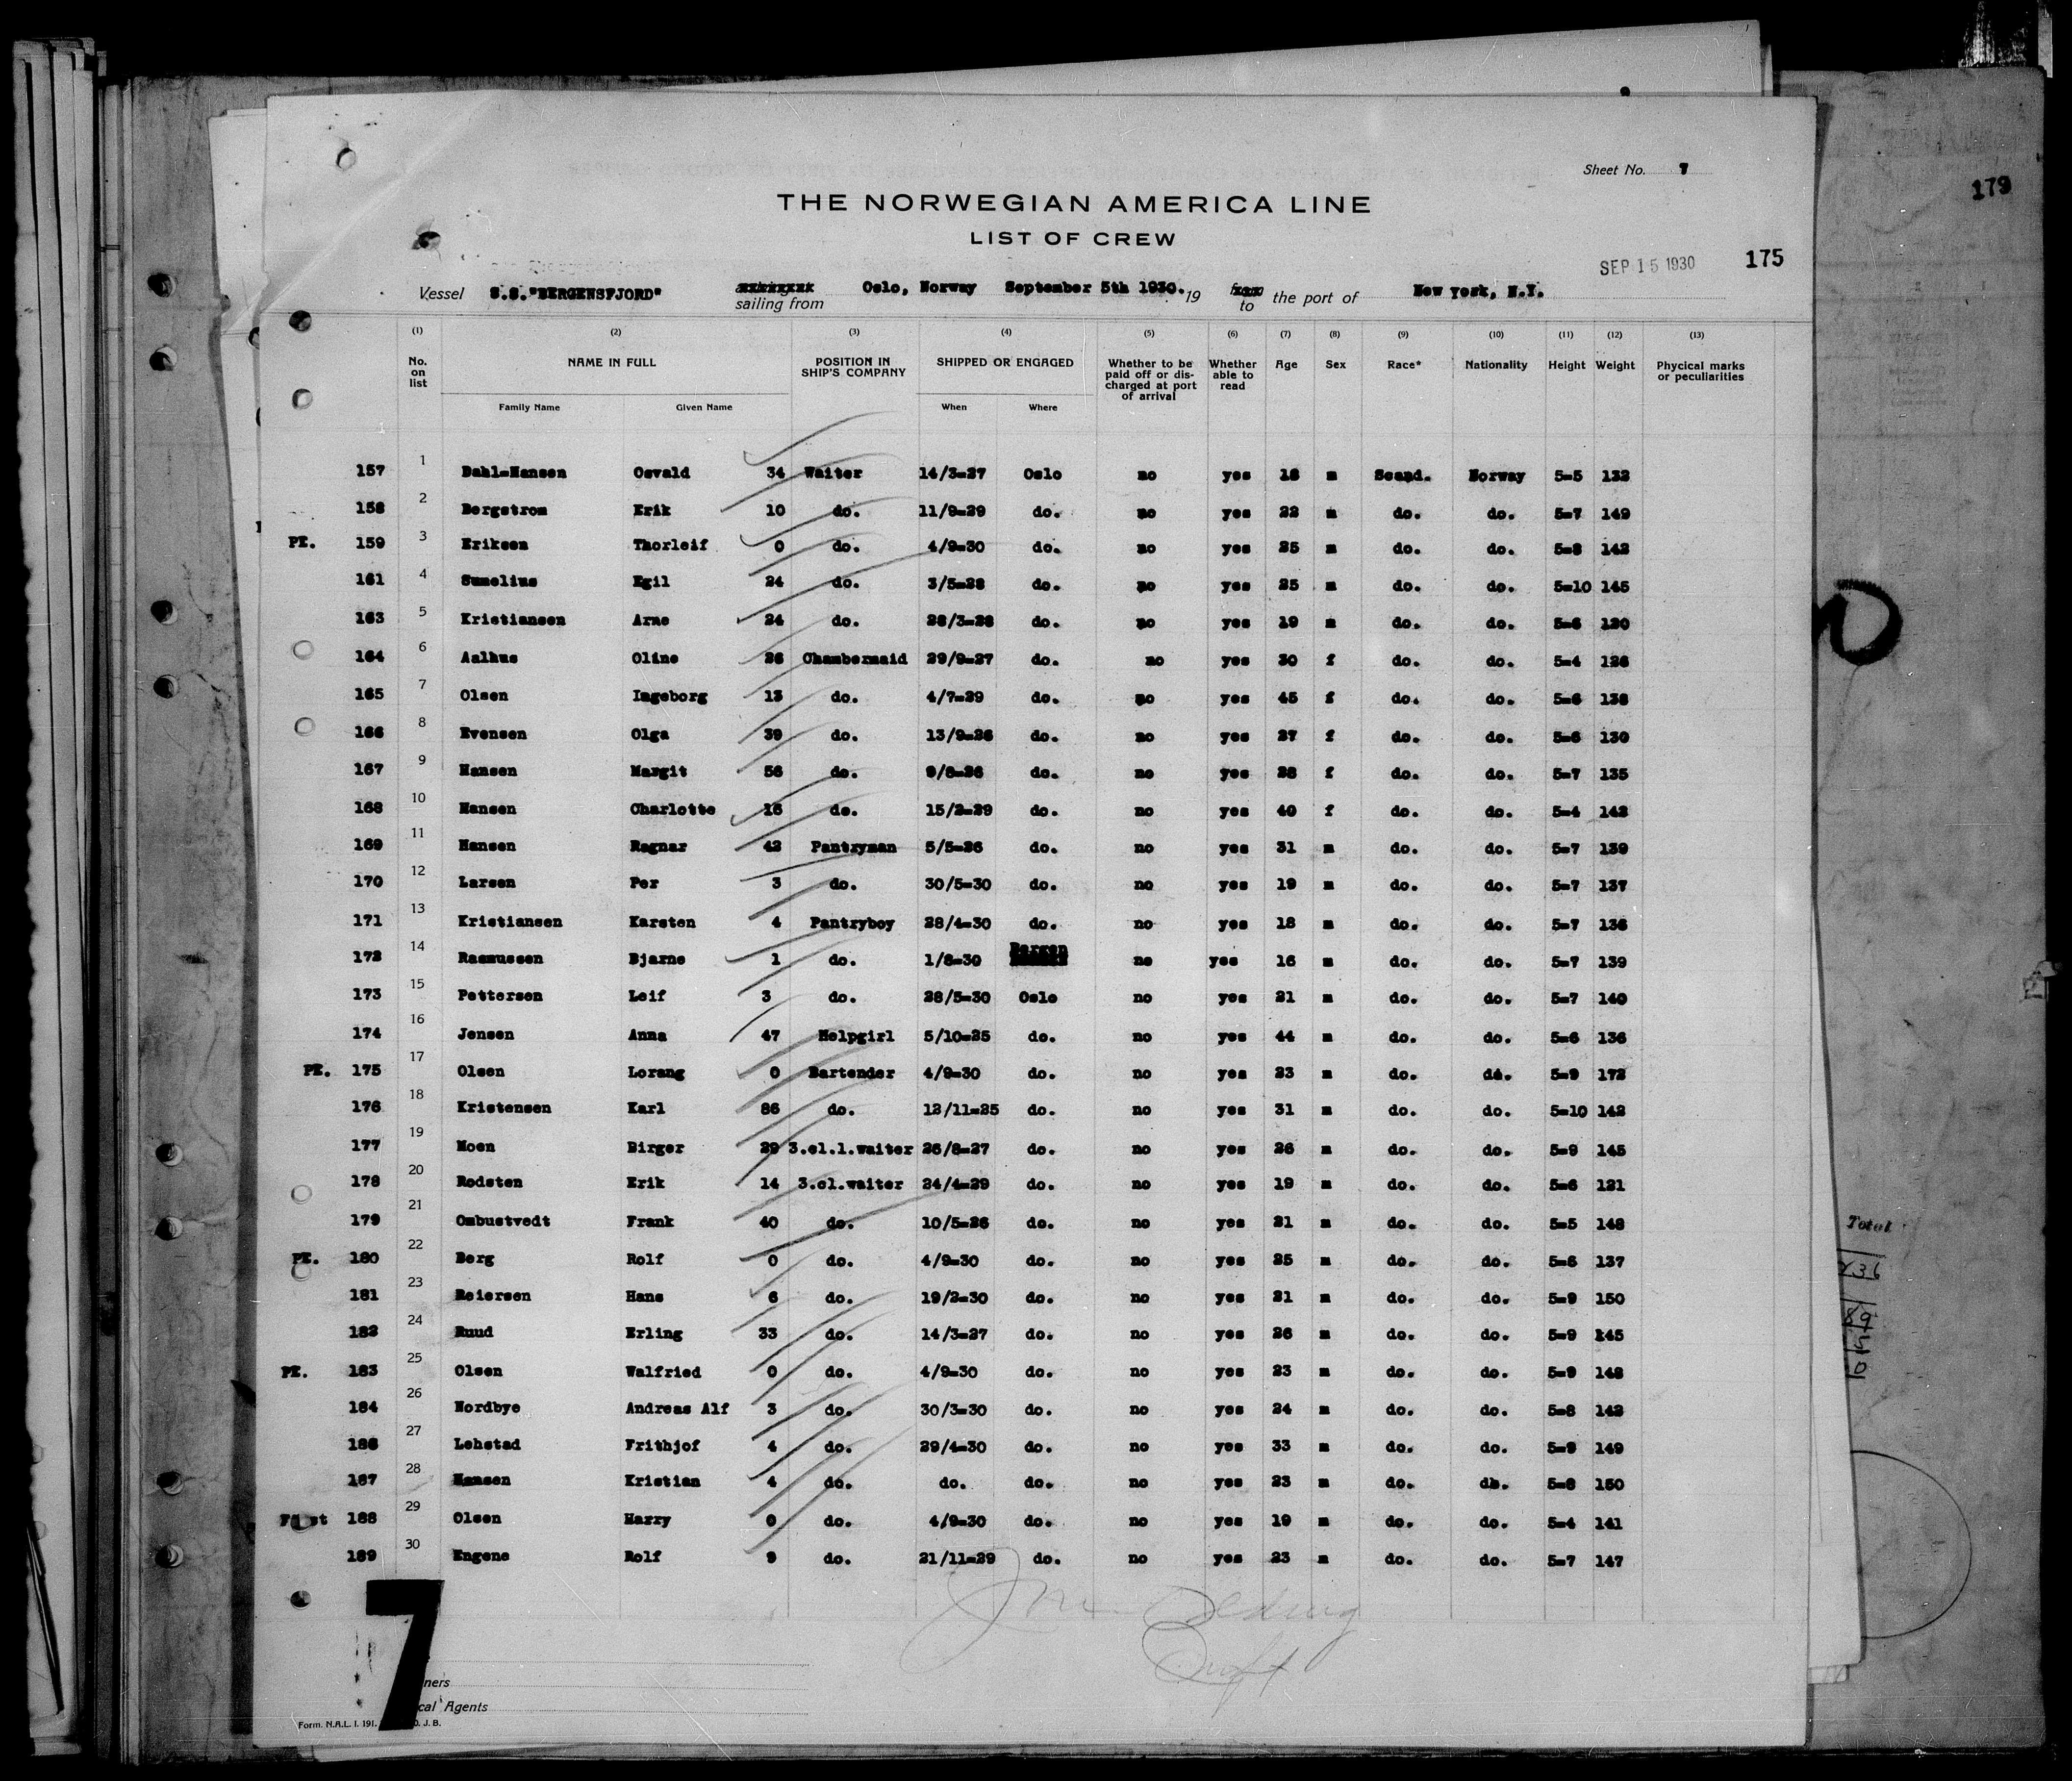 Sheet No. 7
179
THE NORWEGIAN AMERICA LINE
LIST OF CREW
SEP 15 1930 175
Vessel S.S."BERGENSFJORD" sailing from Oslo, Norway September 5th 1930. 19 to the port of New York, N.Y.
(1) (2) (3) (4) (5) (6) (7) (8) (9) (10) (11) (12) (13)
No. on list NAME IN FULL POSITION IN SHIP'S COMPANY SHIPPED OR ENGAGED Whether to be paid off or discharged at port of arrival Whether able to read Age Sex Race* Nationality Height Weight Phycical marks or peculiarities
Family Name Given Name When Where
157 1 Dahl=Hansen Osvald 34 Waiter 14/3=27 Oslo no yes 18 m Scand. Norway 5=5 132
158 2 Bergstrom Erik 10 do. 11/9=29 do. no yes 22 m do. do. 5=7 149
PE. 159 3 Eriksen Thorleif 0 do. 4/9=30 do. no yes 25 m do. do. 5=8 142
161 4 Sumelius Egil 24 do. 3/5=28 do. no yes 25 m do. do. 5=10 145
163 5 Kristiansen Arne 24 do. 28/3=28 do. no yes 19 m do. do. 5=6 120
164 6 Aalhus Oline 26 Chambermaid 29/9=27 do. no yes 30 f do. do. 5=4 126
165 7 Olsen Ingeborg 13 do. 4/7=29 do. no yes 45 f do. do. 5=6 138
166 8 Evensen Olga 39 do. 13/9=26 do. no yes 27 f do. do. 5=6 130
167 9 Hansen Margit 56 do. 9/8=26 do. no yes 28 f do. do. 5=7 135
168 10 Hansen Charlotte 16 do. 15/2=29 do. no yes 40 f do. do. 5=4 142
169 11 Hansen Ragnar 42 Pantryman 5/5=26 do. no yes 31 m do. do. 5=7 139
170 12 Larsen Per 3 do. 30/5=30 do. no yes 19 m do. do. 5=7 137
171 13 Kristiansen Karsten 4 Pantryboy 28/4=30 do. no yes 18 m do. do. 5=7 136
172 14 Rasmussen Bjarne 1 do. 1/8=30 Bergen no yes 16 m do. do. 5=7 139
173 15 Pettersen Leif 3 do. 28/5=30 Oslo no yes 21 m do. do. 5=7 140
174 16 Jensen Anna 47 Helpgirl 5/10=25 do. no yes 44 m do. do. 5=6 136
PE. 175 17 Olsen Lorang 0 Bartender 4/9=30 do. no yes 23 m do. do. 5=9 172
176 18 Kristensen Karl 86 do. 12/11=25 do. no yes 31 m do. do. 5=10 142
177 19 Moen Birger 29 3.cl.l.waiter 26/8=27 do. no yes 26 m do. do. 5=9 145
178 20 Rodsten Erik 14 3.cl.waiter 24/4=29 do. no yes 19 m do. do. 5=6 121
179 21 Ombustvedt Frank 40 do. 10/5=26 do. no yes 21 m do. do. 5=5 148
PE. 180 22 Berg Rolf 0 do. 4/9=30 do. no yes 25 m do. do. 5=6 137
181 23 Reiersen Hans 6 do. 19/2=30 do. no yes 21 m do. do. 5=9 150
182 24 Ruud Erling 33 do. 14/3=27 do. no yes 26 m do. do. 5=9 145
PE. 183 25 Olsen Walfried 0 do. 4/9=30 do. no yes 23 m do. do. 5=9 148
184 26 Nordbye Andreas Alf 3 do. 30/3=30 do. no yes 24 m do. do. 5=8 142
186 27 Lehstad Frithjof 4 do. 29/4=30 do. no yes 33 m do. do. 5=9 149
187 28 Hansen Kristian 4 do. do. do. no yes 23 m do. do. 5=8 150
188 29 Olsen Harry 0 do. 4/9=30 do. no yes 19 m do. do. 5=4 141
189 30 Engene Rolf 9 do. 21/11=29 do. no yes 23 m do. do. 5=7 147
Total
7
Agents
Form. N.A.L. I. 191. J. B.